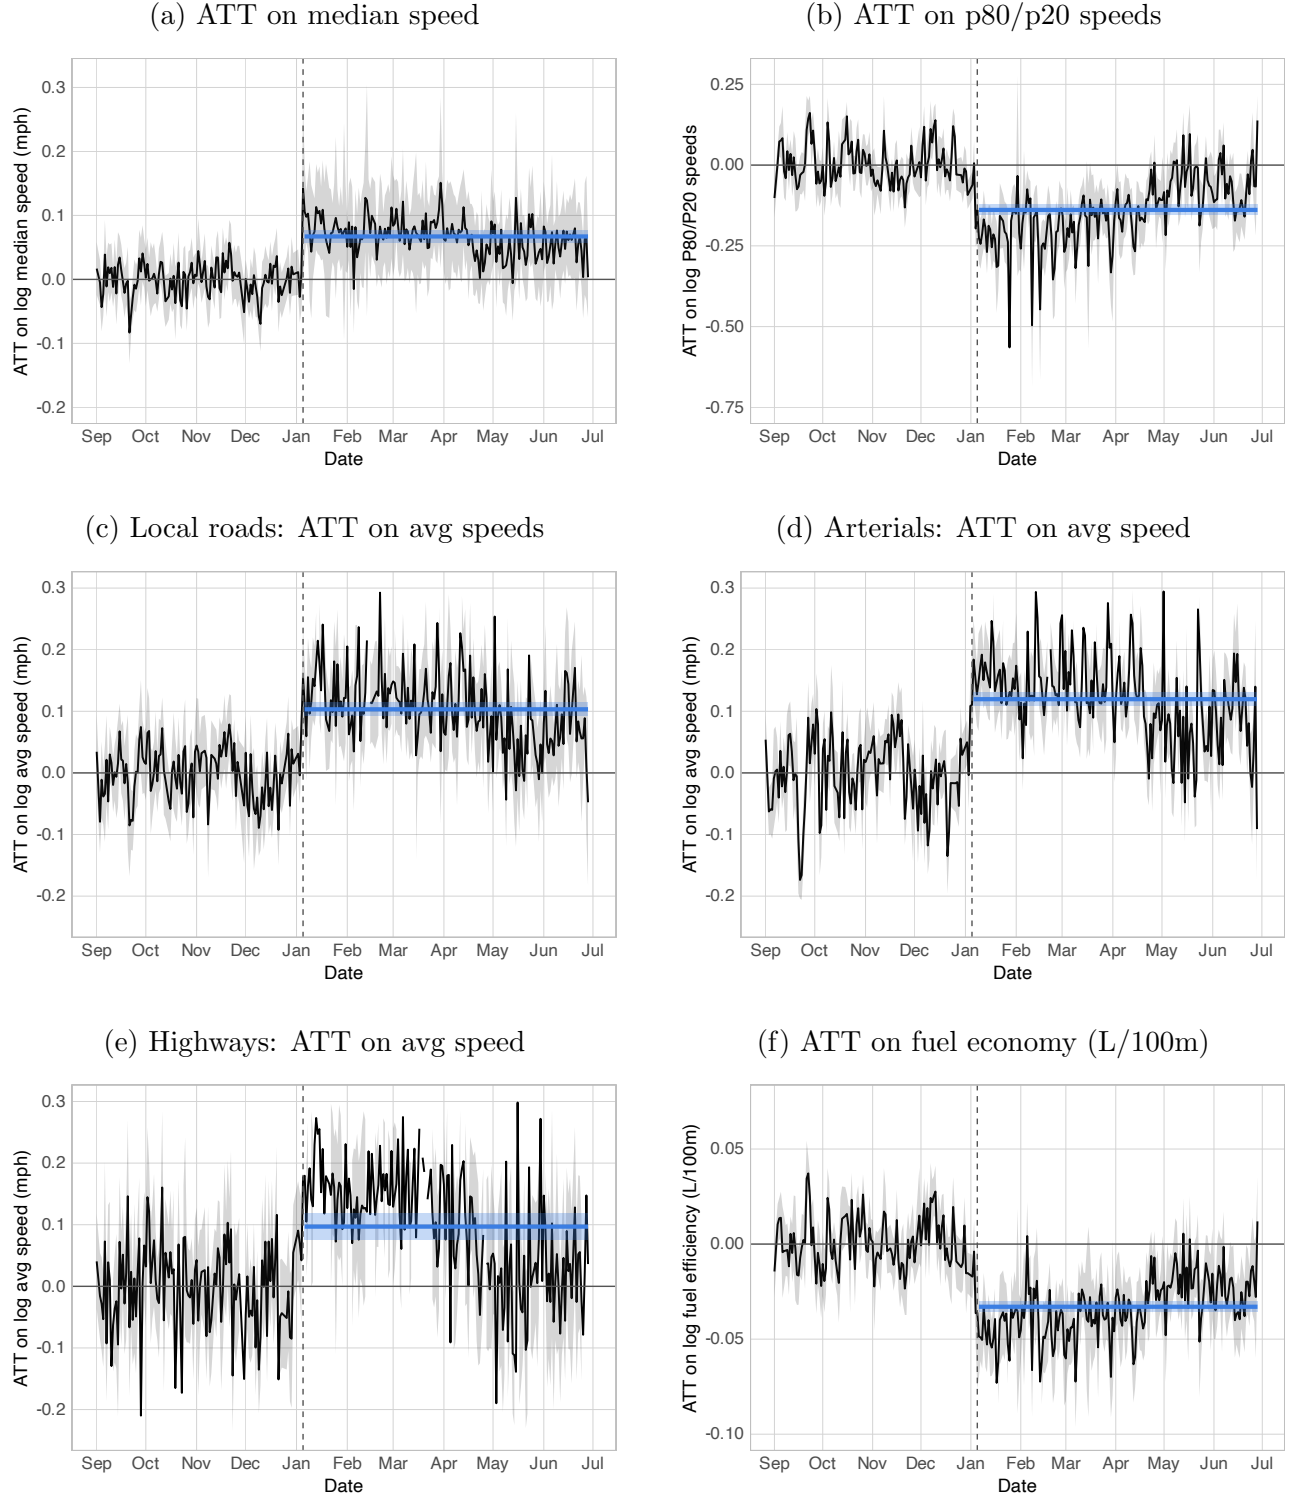 (a) ATT on median speed
ATT on log median speed (mph)
0.3
0.2
0.1
0.0
-0.1
-0.2
Sep Oct Nov Dec Jan Feb Mar Apr May Jun Jul
Date
(b) ATT on p80/p20 speeds
ATT on log P80/P20 speeds
0.25
0.00
-0.25
-0.50
-0.75
Sep Oct Nov Dec Jan Feb Mar Apr May Jun Jul
Date
(c) Local roads: ATT on avg speeds
ATT on log avg speed (mph)
0.3
0.2
0.1
0.0
-0.1
-0.2
Sep Oct Nov Dec Jan Feb Mar Apr May Jun Jul
Date
(d) Arterials: ATT on avg speed
ATT on log avg speed (mph)
0.3
0.2
0.1
0.0
-0.1
-0.2
Sep Oct Nov Dec Jan Feb Mar Apr May Jun Jul
Date
(e) Highways: ATT on avg speed
ATT on log avg speed (mph)
0.3
0.2
0.1
0.0
-0.1
-0.2
Sep Oct Nov Dec Jan Feb Mar Apr May Jun Jul
Date
(f) ATT on fuel economy (L/100m)
ATT on log fuel efficiency (L/100m)
0.05
0.00
-0.05
-0.10
Sep Oct Nov Dec Jan Feb Mar Apr May Jun Jul
Date